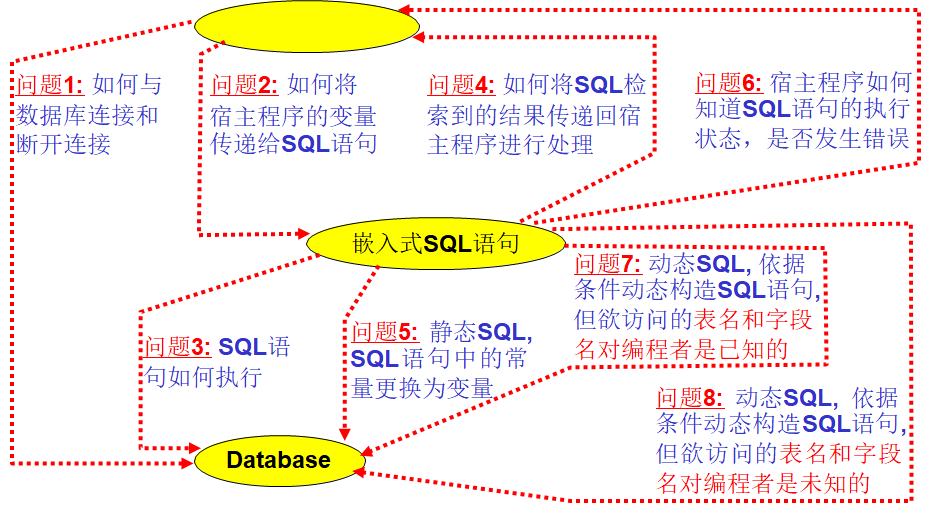 问题1: 如何与
数据库连接和
断开连接
问题2: 如何将
宿主程序的变量
传递给SQL语句
问题4: 如何将SQL检
索到的结果传递回宿
主程序进行处理
问题6: 宿主程序如何
知道SQL语句的执行
状态，是否发生错误
嵌入式SQL语句
问题7: 动态SQL, 依据
条件动态构造SQL语句,
但欲访问的表名和字段
名对编程者是已知的
问题3: SQL语
句如何执行
问题5: 静态SQL,
SQL语句中的常
量更换为变量
问题8: 动态SQL, 依据
条件动态构造SQL语句,
但欲访问的表名和字段
名对编程者是未知的
Database